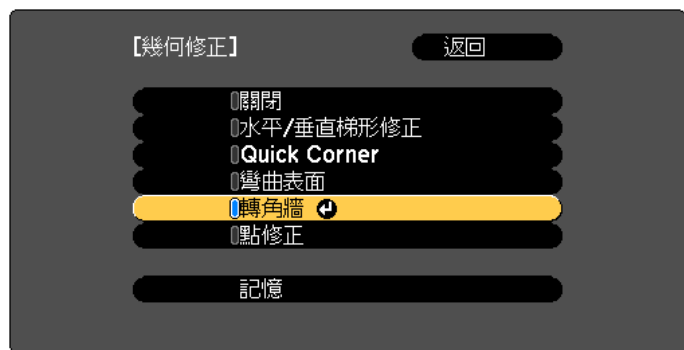 [幾何修正] 返回
關閉
水平/垂直梯形修正
Quick Corner
彎曲表面
轉角牆
點修正
記憶